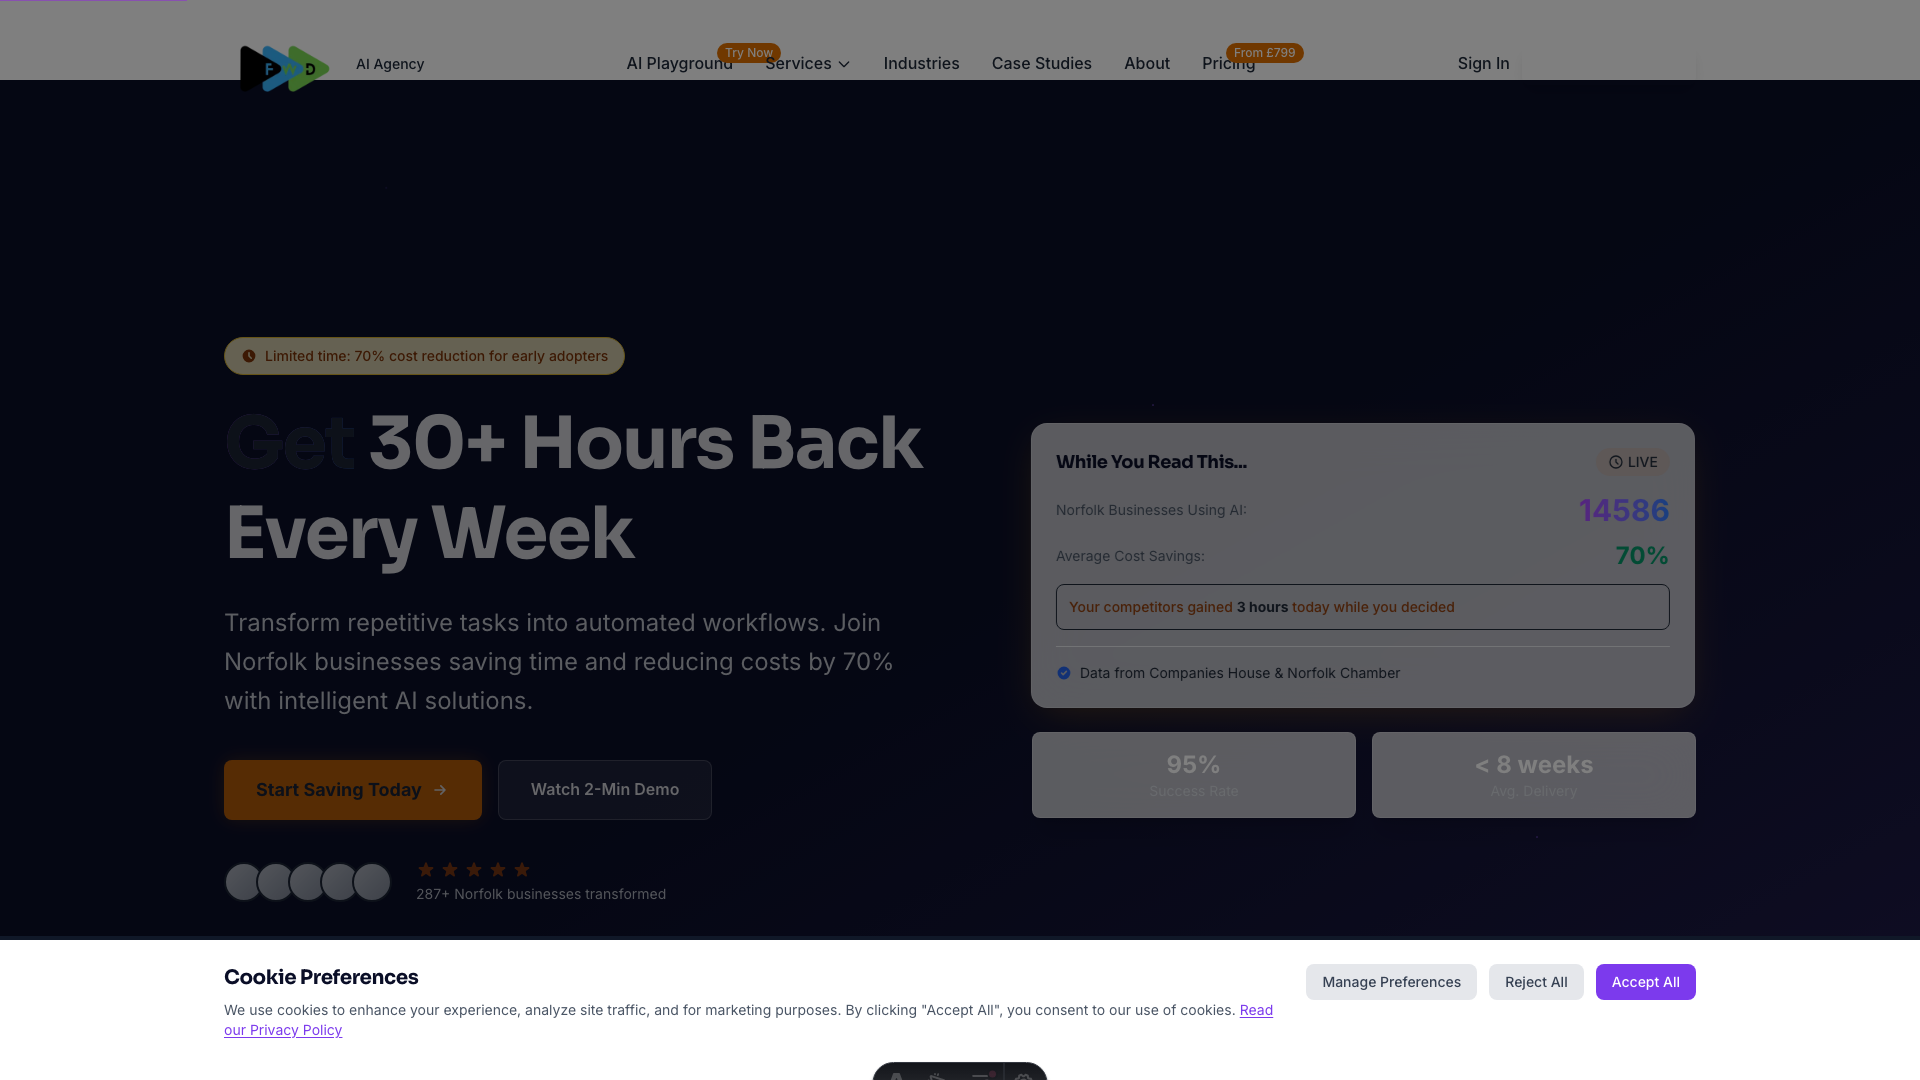 FWD
AI Agency
AI Playground
Try Now
Services
Industries
Case Studies
About
Pricing
From £799
Sign In
Limited time: 70% cost reduction for early adopters
Get 30+ Hours Back
Every Week
Transform repetitive tasks into automated workflows. Join
Norfolk businesses saving time and reducing costs by 70%
with intelligent AI solutions.
Start Saving Today
Watch 2-Min Demo
287+ Norfolk businesses transformed
While You Read This...
LIVE
Norfolk Businesses Using AI:
14586
Average Cost Savings:
70%
Your competitors gained 3 hours today while you decided
Data from Companies House & Norfolk Chamber
95%
Success Rate
< 8 weeks
Avg. Delivery
Cookie Preferences
We use cookies to enhance your experience, analyze site traffic, and for marketing purposes. By clicking "Accept All", you consent to our use of cookies. Read
our Privacy Policy
Manage Preferences
Reject All
Accept All